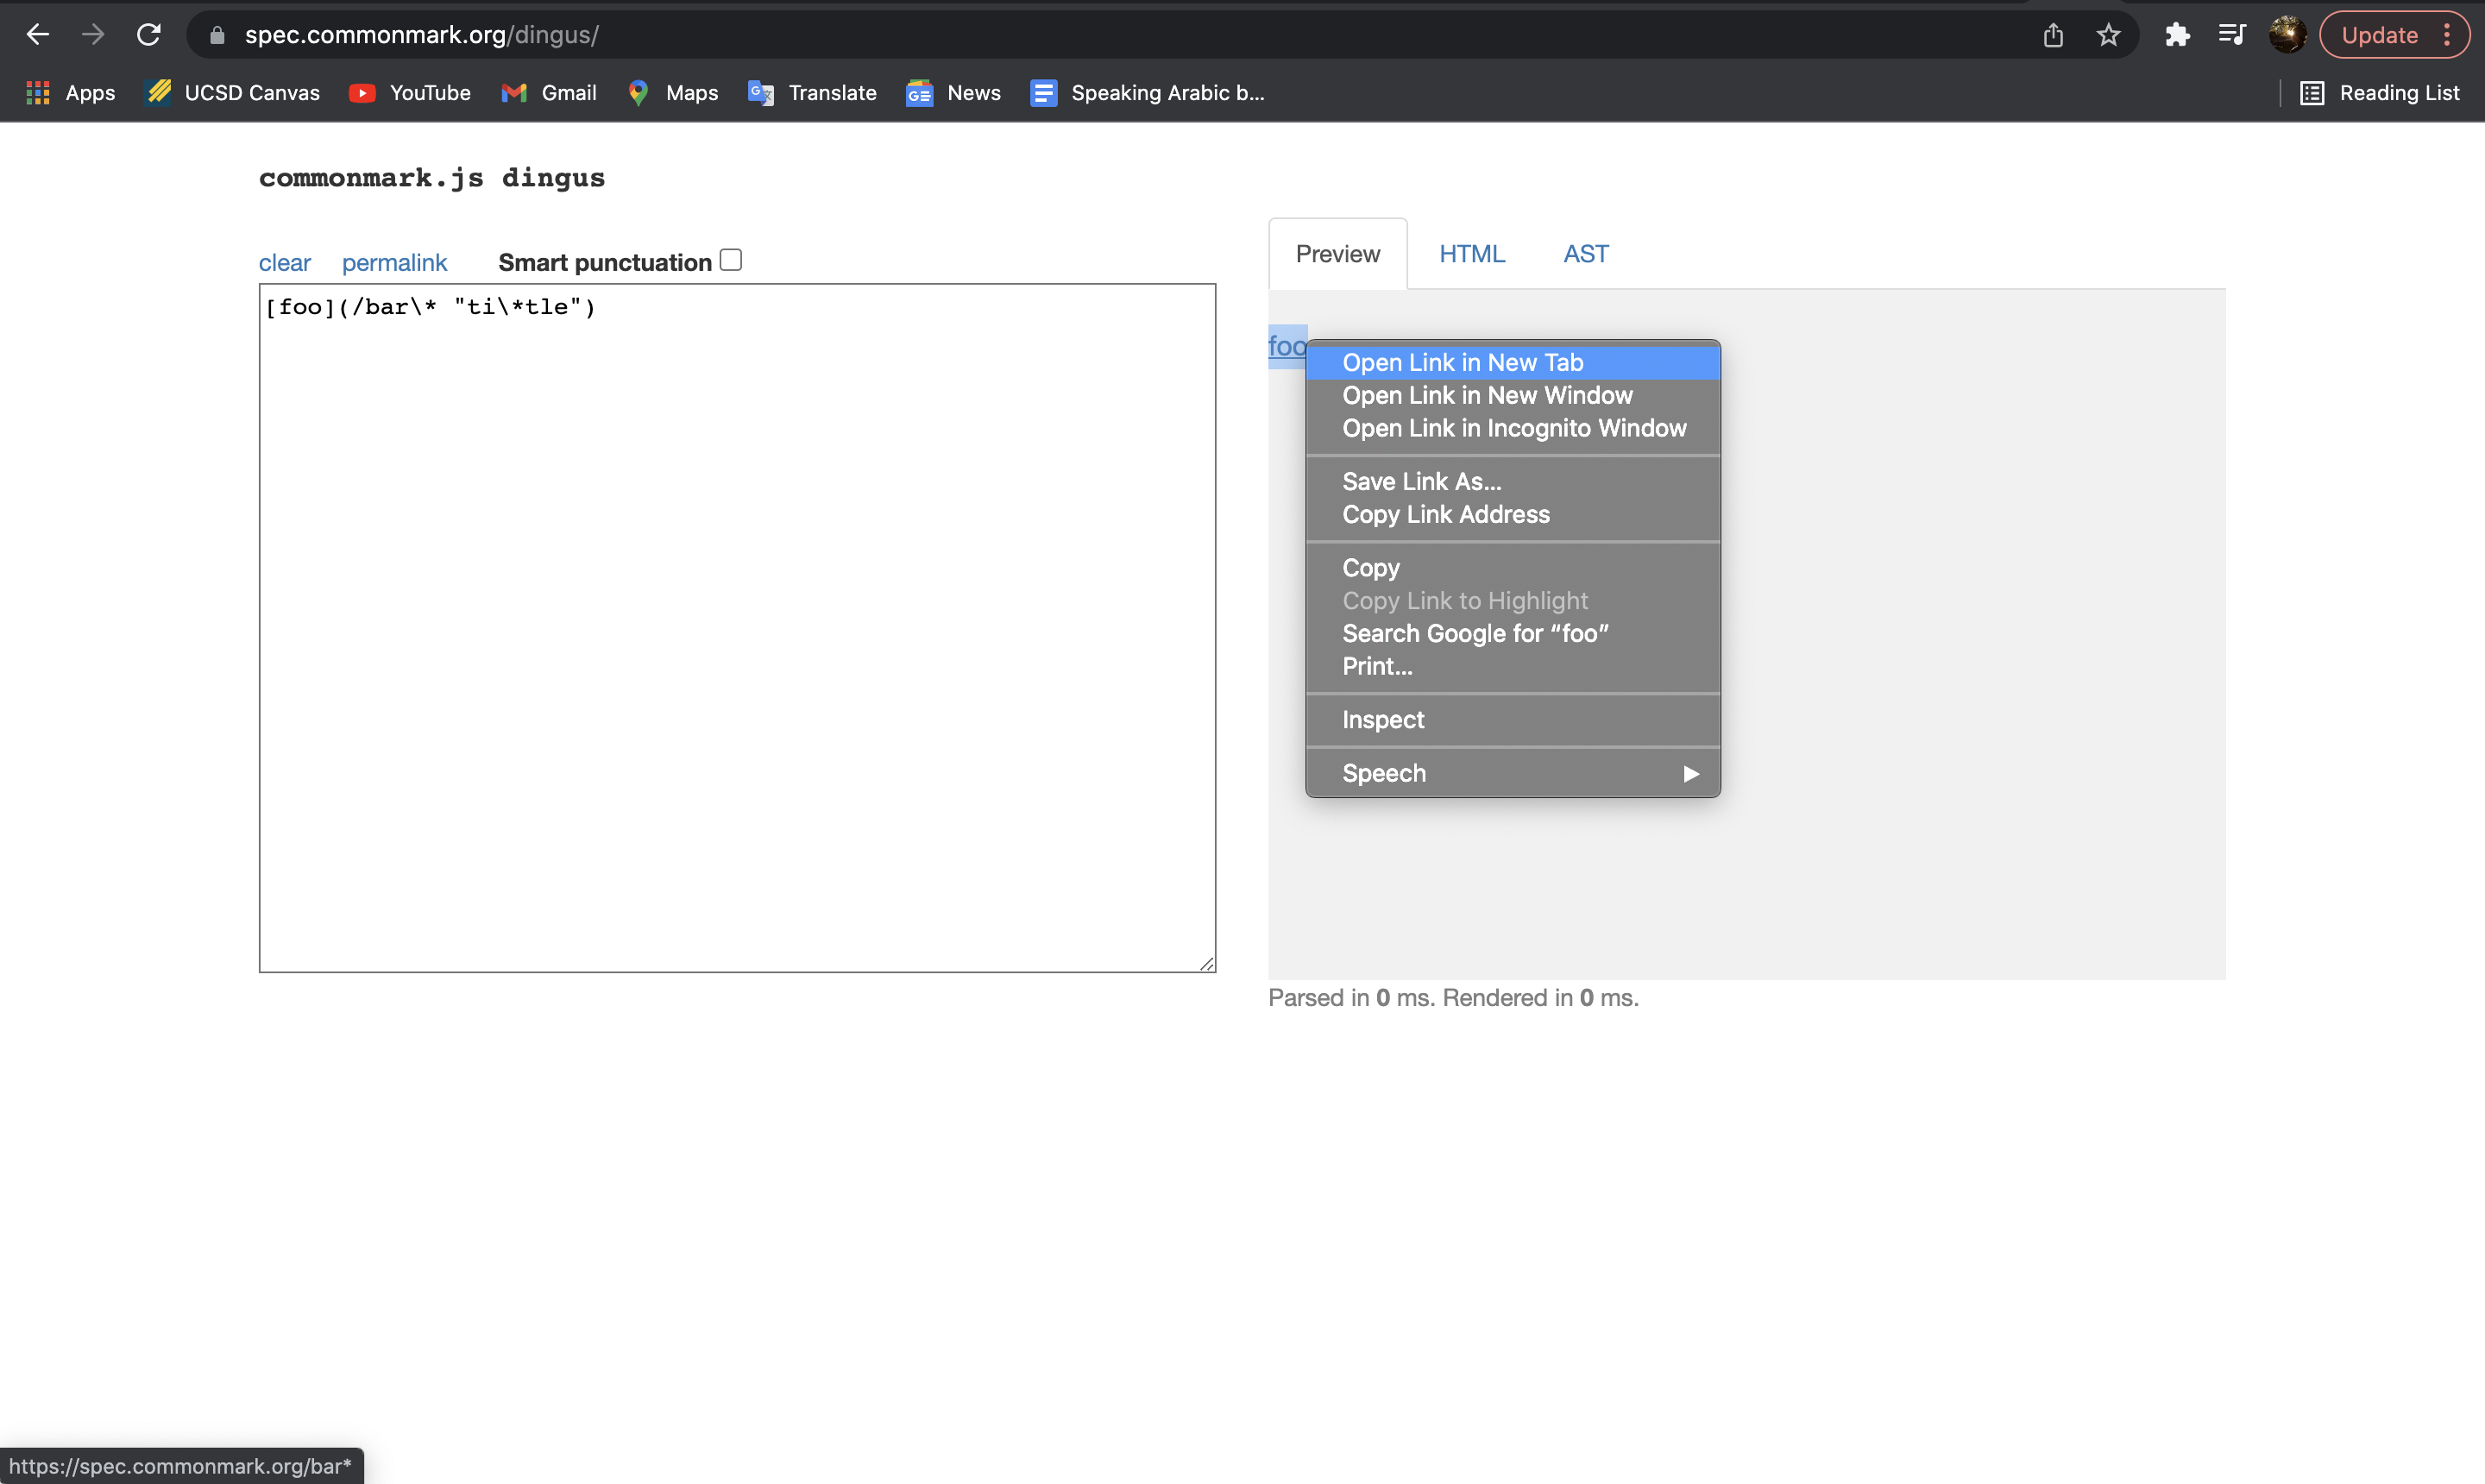 spec.commonmark.org/dingus/
Update
Apps UCSD Canvas YouTube Gmail Maps Translate News Speaking Arabic b... Reading List
commonmark.js dingus
clear permalink Smart punctuation
[foo](/bar\* "ti\*tle")
Preview HTML AST
foo
Open Link in New Tab
Open Link in New Window
Open Link in Incognito Window
Save Link As...
Copy Link Address
Copy
Copy Link to Highlight
Search Google for “foo”
Print...
Inspect
Speech
Parsed in 0 ms. Rendered in 0 ms.
https://spec.commonmark.org/bar*